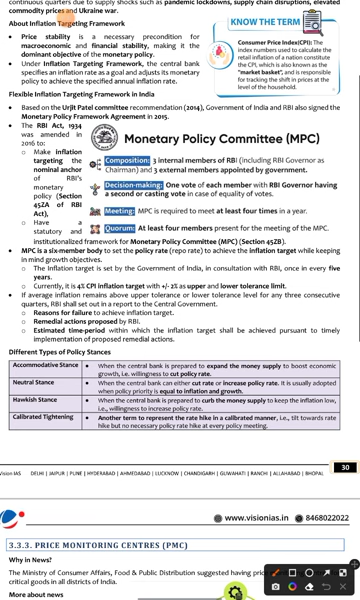 continuous quarters due to supply shocks such as pandemic lockdowns, supply chain disruptions, elevated
commodity prices and Ukraine war.
About Inflation Targeting Framework
• Price stability is a necessary precondition for
macroeconomic and financial stability, making it the
dominant objective of the monetary policy.
• Under Inflation Targeting Framework, the central bank
specifies an inflation rate as a goal and adjusts its monetary
policy to achieve the specified annual inflation rate.
KNOW THE TERM
Consumer Price Index(CPI): The
index numbers used to calculate the
retail inflation of a nation constitute
the CPI, which is also known as the
"market basket", and is responsible
for tracking the shift in prices at the
level of the household.
Flexible Inflation Targeting Framework in India
• Based on the Urjit Patel committee recommendation (2014), Government of India and RBI also signed the
Monetary Policy Framework Agreement in 2015.
• The RBI Act, 1934
was amended in
2016 to:
o Make inflation
targeting the
nominal anchor
of RBI's
monetary
policy (Section
45ZA of RBI
Act),
o Have a
statutory and
institutionalized framework for Monetary Policy Committee (MPC) (Section 45ZB).
Monetary Policy Committee (MPC)
Composition: 3 internal members of RBI (including RBI Governor as
Chairman) and 3 external members appointed by government.
Decision-making: One vote of each member with RBI Governor having
a second or casting vote in case of equality of votes.
Meeting: MPC is required to meet at least four times in a year.
Quorum: At least four members present for the meeting of the MPC.
• MPC is a six-member body to set the policy rate (repo rate) to achieve the inflation target while keeping
in mind growth objectives.
o The Inflation target is set by the Government of India, in consultation with RBI, once in every five
years.
o Currently, it is 4% CPI inflation target with +/- 2% as upper and lower tolerance limit.
• If average inflation remains above upper tolerance or lower tolerance level for any three consecutive
quarters, RBI shall set out in a report to the Central Government.
o Reasons for failure to achieve inflation target.
o Remedial actions proposed by RBI.
o Estimated time-period within which the inflation target shall be achieved pursuant to timely
implementation of proposed remedial actions.
Different Types of Policy Stances
Accommodative Stance • When the central bank is prepared to expand the money supply to boost economic
growth, i.e. willingness to cut policy rate.
Neutral Stance • When the central bank can either cut rate or increase policy rate. It is usually adopted
when policy priority is equal to inflation and growth.
Hawkish Stance • When the central bank is prepared to curb the money supply to keep the inflation low,
i.e., willingness to increase policy rate.
Calibrated Tightening • Another term to represent the rate hike in a calibrated manner, i.e., tilt towards rate
hike but no necessary policy rate hike at every policy meeting.
Vision IAS DELHI | JAIPUR | PUNE | HYDERABAD | AHMEDABAD | LUCKNOW | CHANDIGARH | GUWAHATI | RANCHI | ALLAHABAD | BHOPAL
30
www.visionias.in 8468022022
3.3.3. PRICE MONITORING CENTRES (PMC)
Why in News?
The Ministry of Consumer Affairs, Food & Public Distribution suggested having
critical goods in all districts of India.
More about news